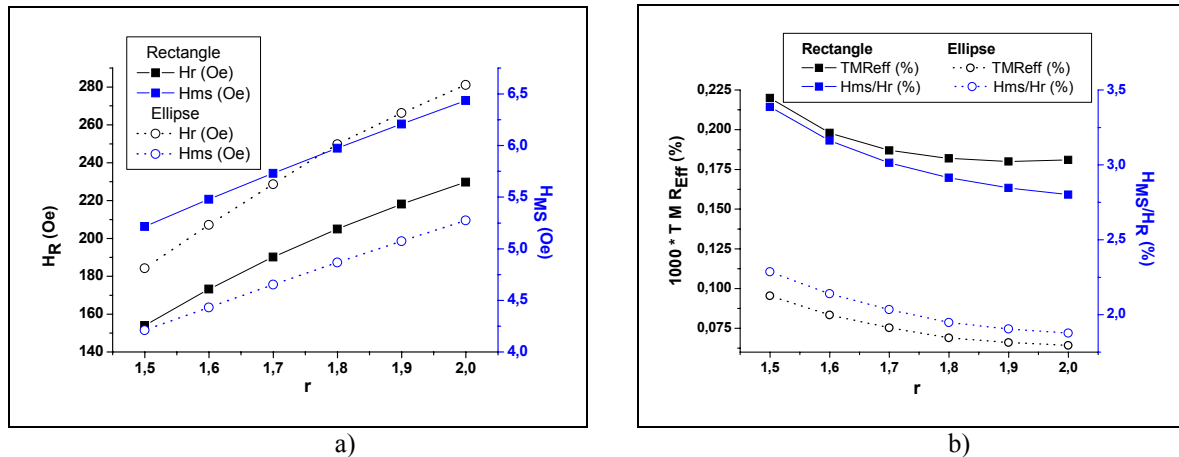 Rectangle
Hr (Oe)
Hms (Oe)
Ellipse
Hr (Oe)
Hms (Oe)
280
260
240
220
200
180
160
140
H_R (Oe)
6,5
6,0
5,5
5,0
4,5
4,0
H_MS (Oe)
1,5 1,6 1,7 1,8 1,9 2,0
r
a)
Rectangle Ellipse
TMReff (%) TMReff (%)
Hms/Hr (%) Hms/Hr (%)
0,225
0,200
0,175
0,150
0,125
0,100
0,075
1000 * T M R_Eff (%)
3,5
3,0
2,5
2,0
H_MS/H_R (%)
1,5 1,6 1,7 1,8 1,9 2,0
r
b)